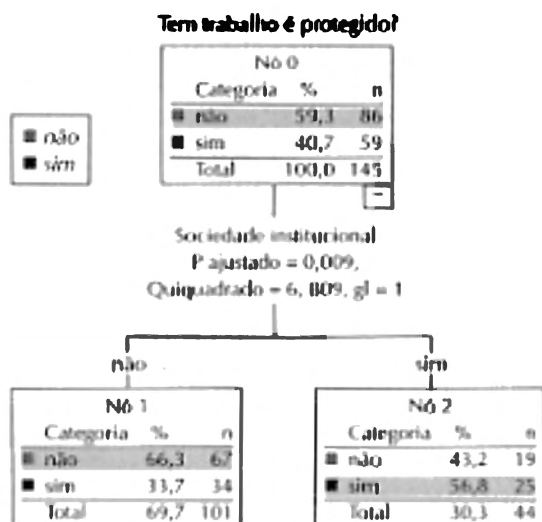 Tem trabalho é protegido?
Nó 0
Categoria % n
não 59,3 86
sim 40,7 59
Total 100,0 145
não
sim
Sociedade institucional
P ajustado = 0,009,
Quiquadrado = 6, 809, gl = 1
não
sim
Nó 1
Categoria % n
não 66,3 67
sim 33,7 34
Total 69,7 101
Nó 2
Categoria % n
não 43,2 19
sim 56,8 25
Total 30,3 44